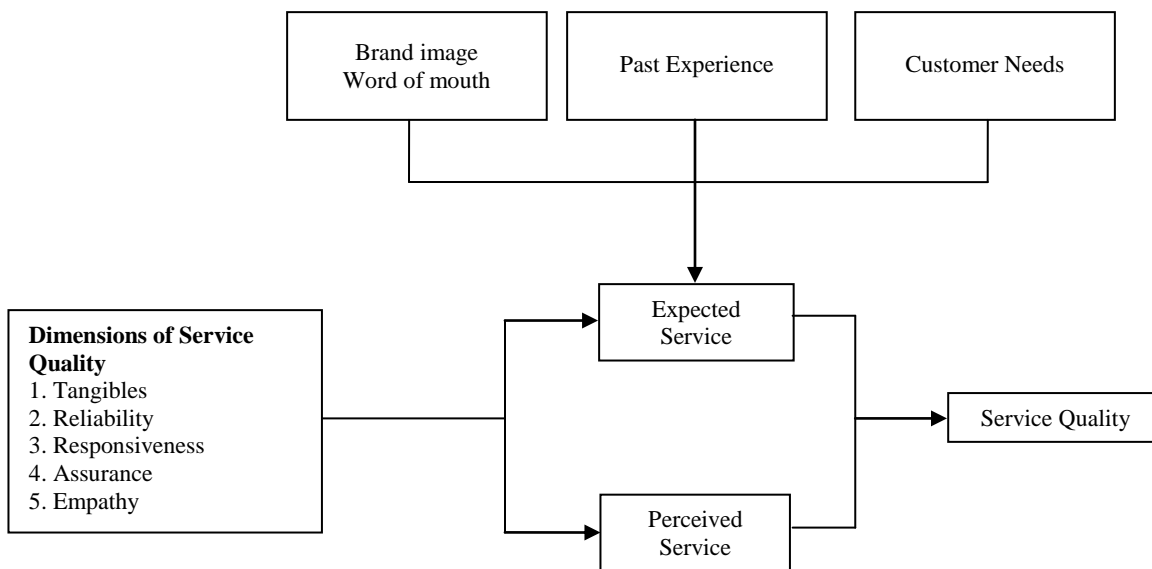 Brand image
Word of mouth
Past Experience
Customer Needs
Expected
Service
Dimensions of Service
Quality
1. Tangibles
2. Reliability
3. Responsiveness
4. Assurance
5. Empathy
Service Quality
Perceived
Service